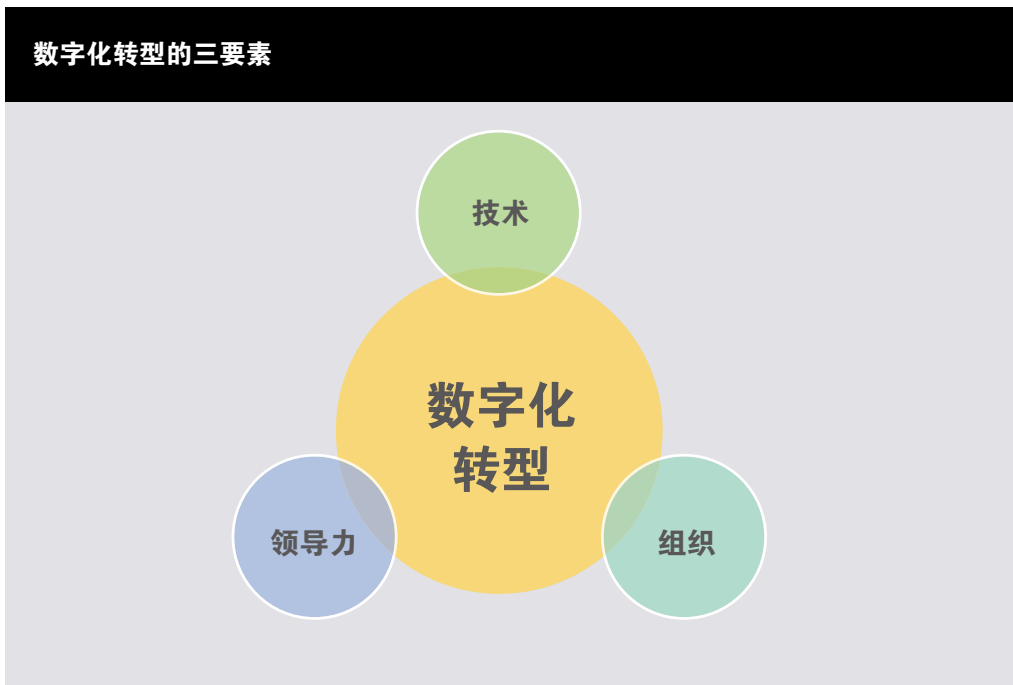 数字化转型的三要素
技术
数字化
转型
领导力
组织